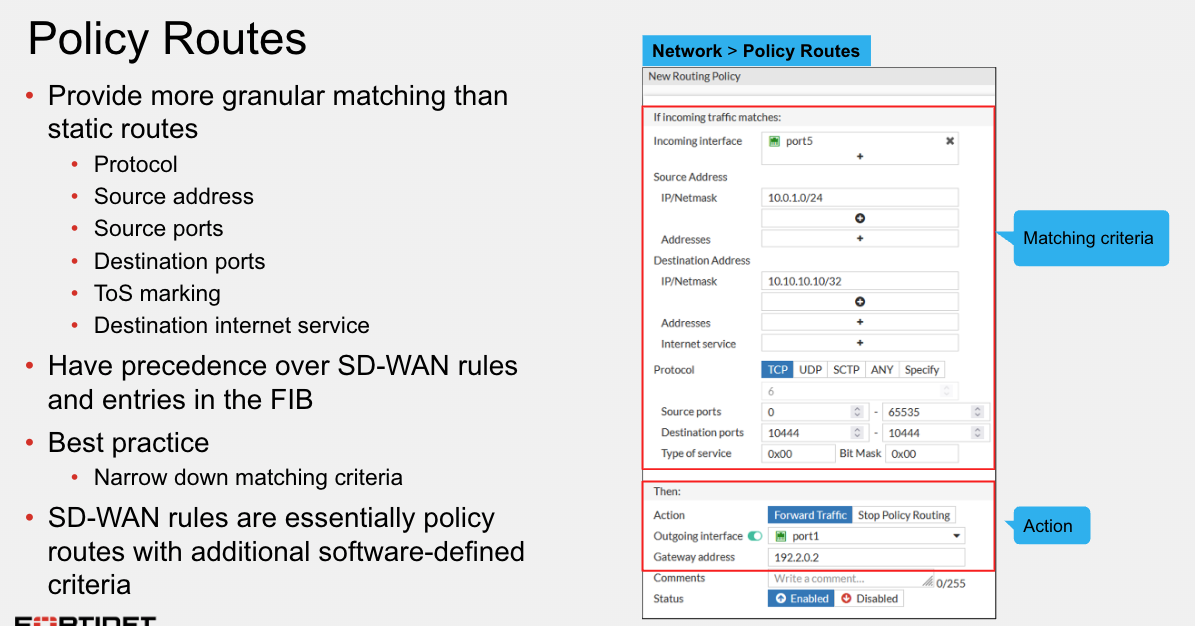 Policy Routes
• Provide more granular matching than
static routes
• Protocol
• Source address
• Source ports
• Destination ports
• ToS marking
• Destination internet service
• Have precedence over SD-WAN rules
and entries in the FIB
• Best practice
• Narrow down matching criteria
• SD-WAN rules are essentially policy
routes with additional software-defined
criteria
FORTINET
Network > Policy Routes
New Routing Policy
If incoming traffic matches:
Incoming interface port5 ✖
+
Source Address
IP/Netmask 10.0.1.0/24
+
Addresses +
Destination Address
IP/Netmask 10.10.10.10/32
+
Addresses +
Internet service +
Protocol TCP UDP SCTP ANY Specify
6
Source ports 0 - 65535
Destination ports 10444 - 10444
Type of service 0x00 Bit Mask 0x00
Matching criteria
Then:
Action Forward Traffic Stop Policy Routing
Outgoing interface port1
Gateway address 192.2.0.2
Action
Comments Write a comment... 0/255
Status Enabled Disabled